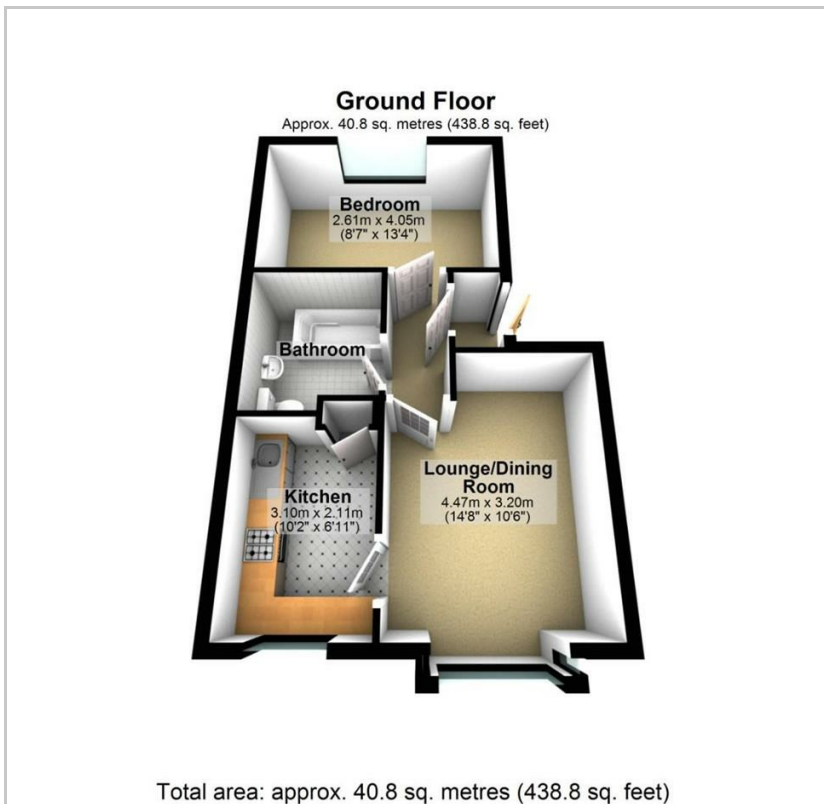 Ground Floor
Approx. 40.8 sq. metres (438.8 sq. feet)
Bedroom
2.61m x 4.05m
(8'7" x 13'4")
Bathroom
Lounge/Dining
Room
4.47m x 3.20m
(14'8" x 10'6")
Kitchen
3.10m x 2.11m
(10'2" x 6'11")
Total area: approx. 40.8 sq. metres (438.8 sq. feet)